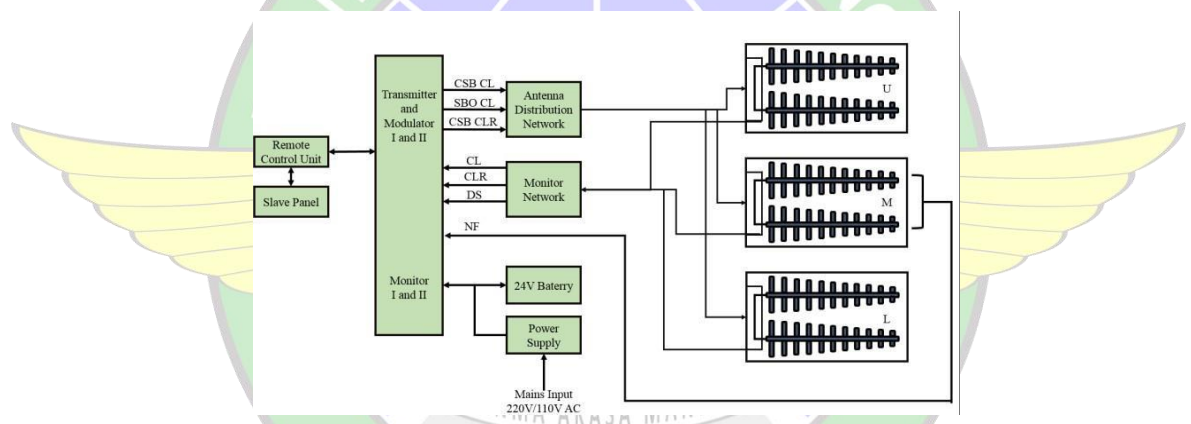 Transmitter
and
Modulator
I and II
Monitor
I and II
Remote
Control Unit
Slave Panel
CSB CL
SBO CL
CSB CLR
Antenna
Distribution
Network
CL
CLR
DS
Monitor
Network
NF
24V Baterry
Power
Supply
Mains Input
220V/110V AC
U
M
L